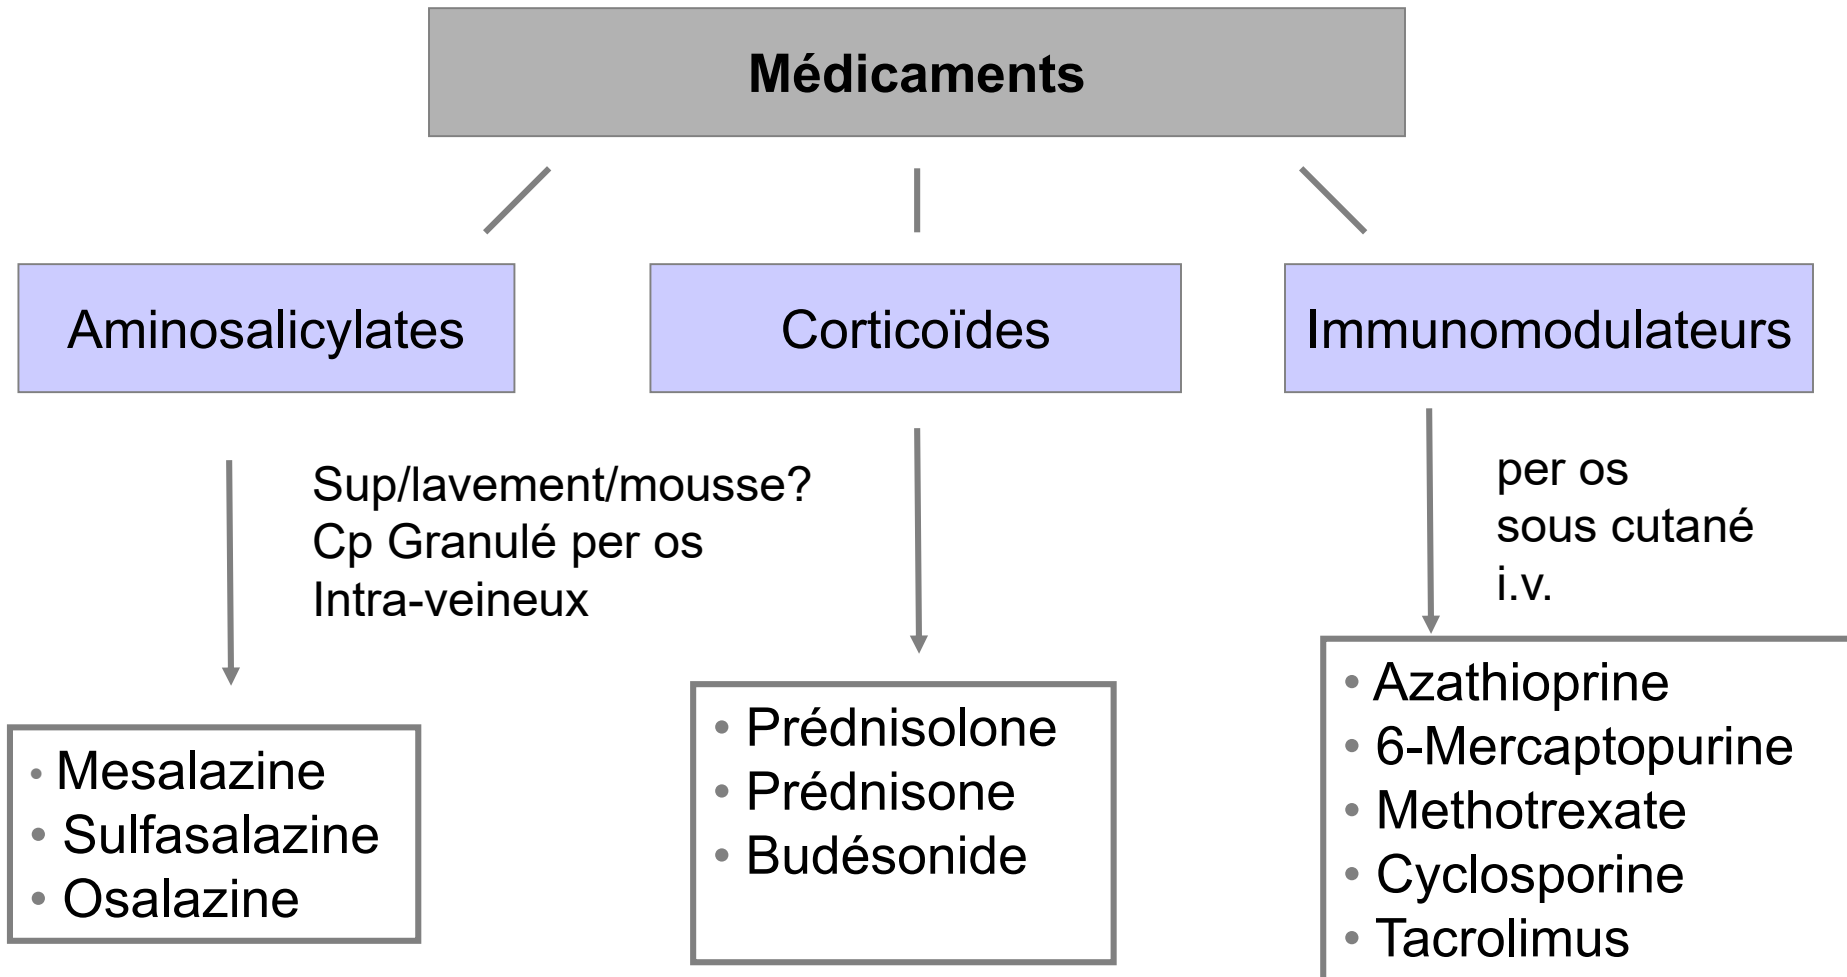 Médicaments
Aminosalicylates
Corticoïdes
Immunomodulateurs
Sup/lavement/mousse?
Cp Granulé per os
Intra-veineux
per os
sous cutané
i.v.
• Mesalazine
• Sulfasalazine
• Osalazine
• Prédnisolone
• Prédnisone
• Budésonide
• Azathioprine
• 6-Mercaptopurine
• Methotrexate
• Cyclosporine
• Tacrolimus